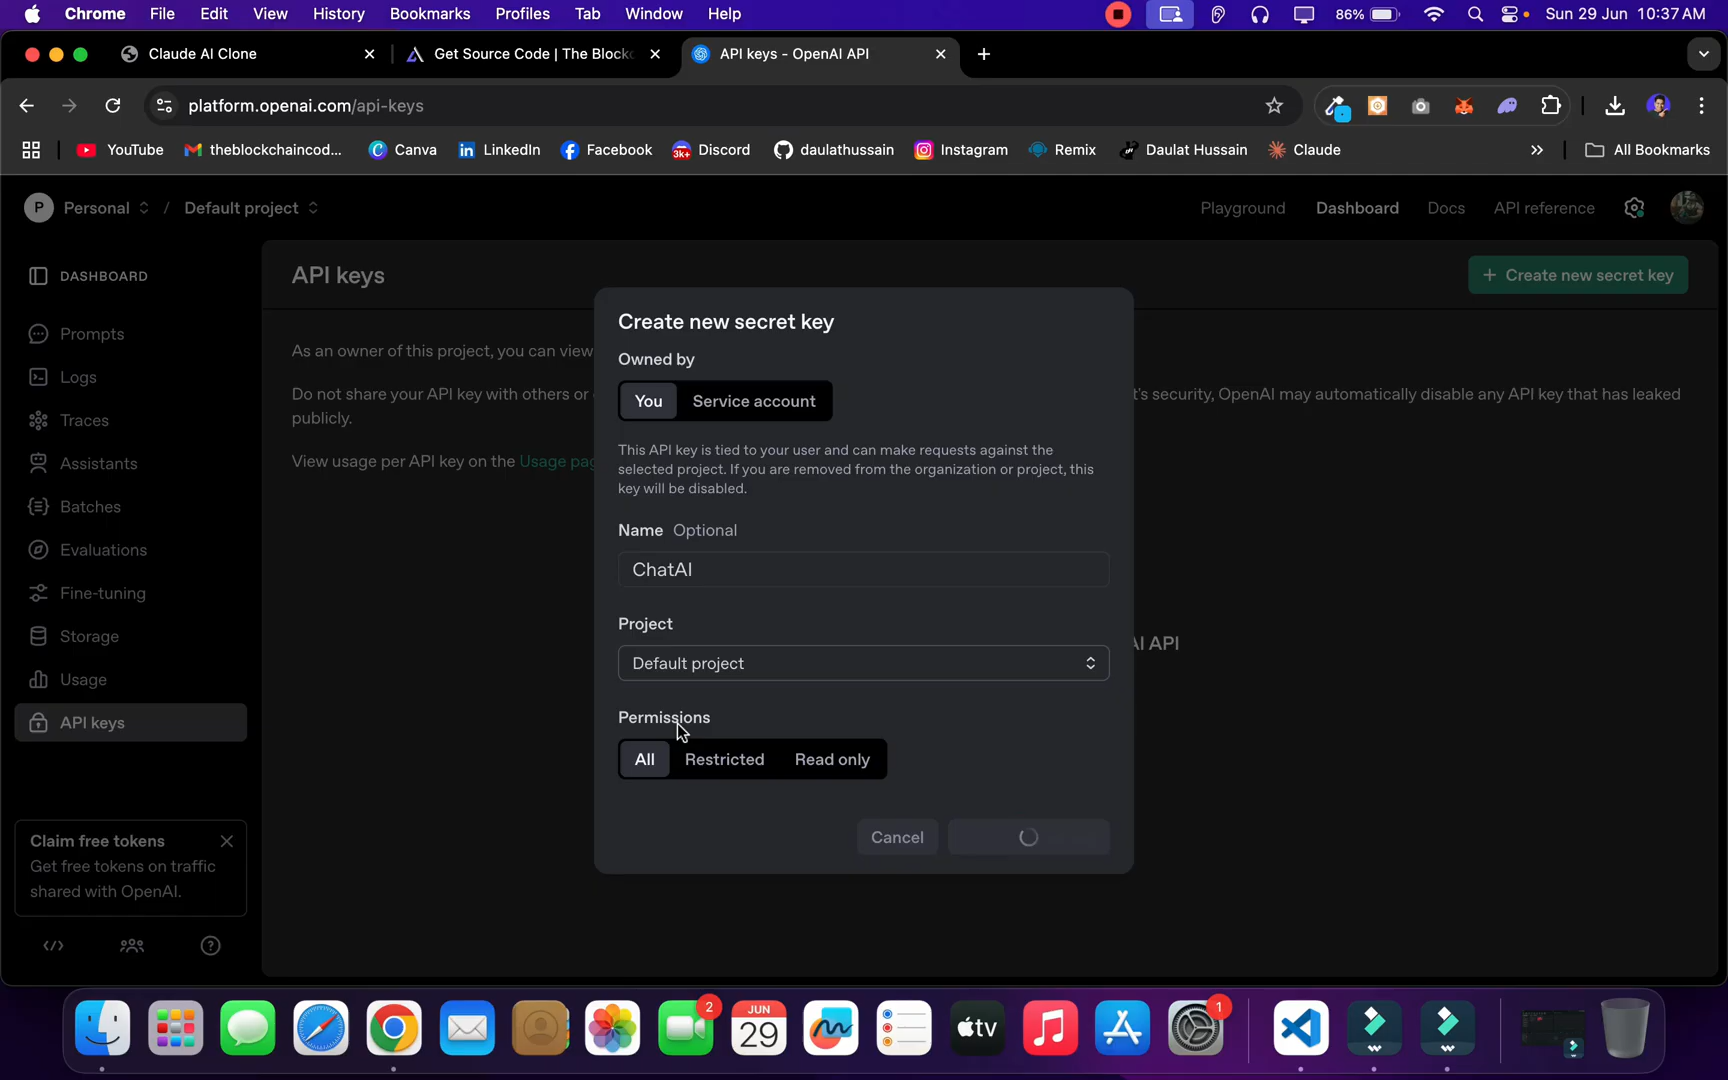 Chrome File Edit View History Bookmarks Profiles Tab Window Help 86% Sun 29 Jun 10:37 AM
Claude AI Clone Get Source Code | The Block API keys - OpenAI API
platform.openai.com/api-keys
YouTube theblockchaincod... Canva LinkedIn Facebook 3K+ Discord daulathussain Instagram Remix Daulat Hussain Claude All Bookmarks
P Personal / Default project Playground Dashboard Docs API reference
DASHBOARD
Prompts
Logs
Traces
Assistants
Batches
Evaluations
Fine-tuning
Storage
Usage
API keys
Claim free tokens
Get free tokens on traffic
shared with OpenAI.
API keys
+ Create new secret key
As an owner of this project, you can view
Do not share your API key with others or
't's security, OpenAI may automatically disable any API key that has leaked
publicly.
View usage per API key on the Usage pag
AI API
Create new secret key
Owned by
You Service account
This API key is tied to your user and can make requests against the
selected project. If you are removed from the organization or project, this
key will be disabled.
Name Optional
ChatAI
Project
Default project
Permissions
All Restricted Read only
Cancel
2
JUN
29
tv
1